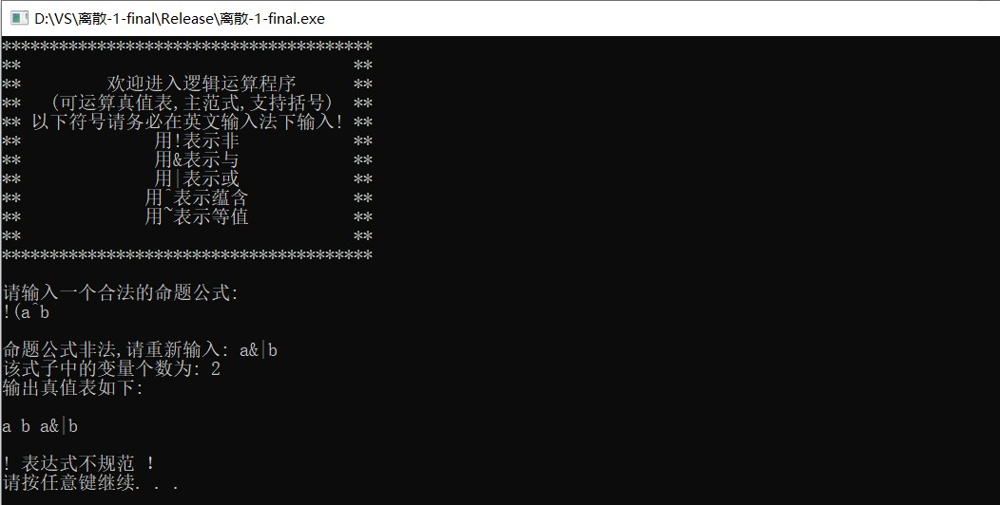 D:\VS\离散-1-final\Release\离散-1-final.exe
***************************************
**                                   **
**         欢迎进入逻辑运算程序      **
**   (可运算真值表,主范式,支持括号)  **
** 以下符号请务必在英文输入法下输入! **
**              用!表示非            **
**              用&表示与            **
**              用|表示或            **
**             用^表示蕴含           **
**             用~表示等值           **
**                                   **
***************************************
请输入一个合法的命题公式:
!(a^b
命题公式非法,请重新输入: a&|b
该式子中的变量个数为: 2
输出真值表如下:
a b a&|b
! 表达式不规范 !
请按任意键继续. . .